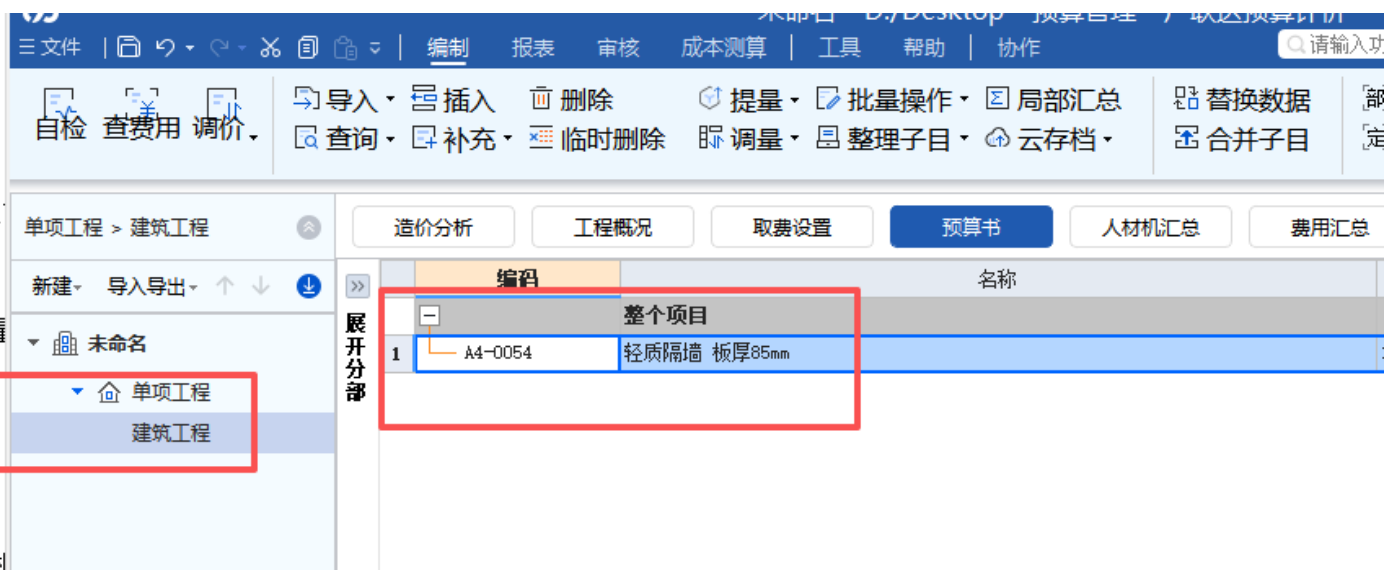 文件 编制 报表 审核 成本测算 工具 帮助 协作 请输入功
自检 查费用 调价 导入 插入 删除 提量 批量操作 局部汇总 替换数据
查询 补充 临时删除 调量 整理子目 云存档 合并子目
单项工程 > 建筑工程 造价分析 工程概况 取费设置 预算书 人材机汇总 费用汇总
新建 导入导出 编码 名称
展开分部
整个项目
未命名 1 A4-0054 轻质隔墙 板厚85mm
单项工程
建筑工程